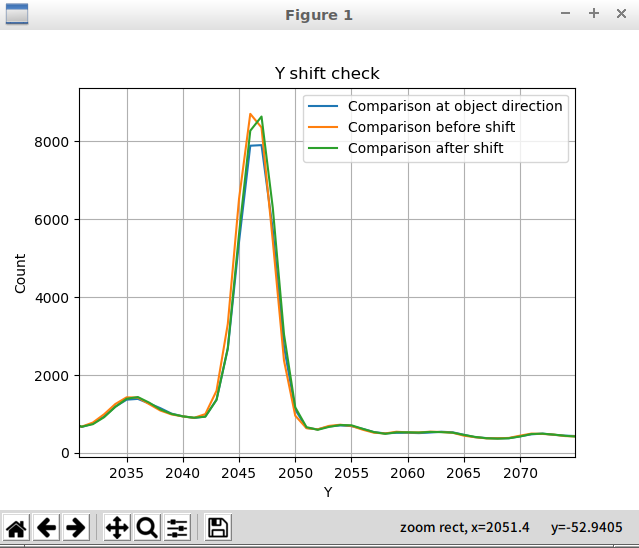 Figure 1
Y shift check
Comparison at object direction
Comparison before shift
Comparison after shift
8000
6000
4000
2000
0
Count
2035 2040 2045 2050 2055 2060 2065 2070
Y
zoom rect, x=2051.4 y=-52.9405